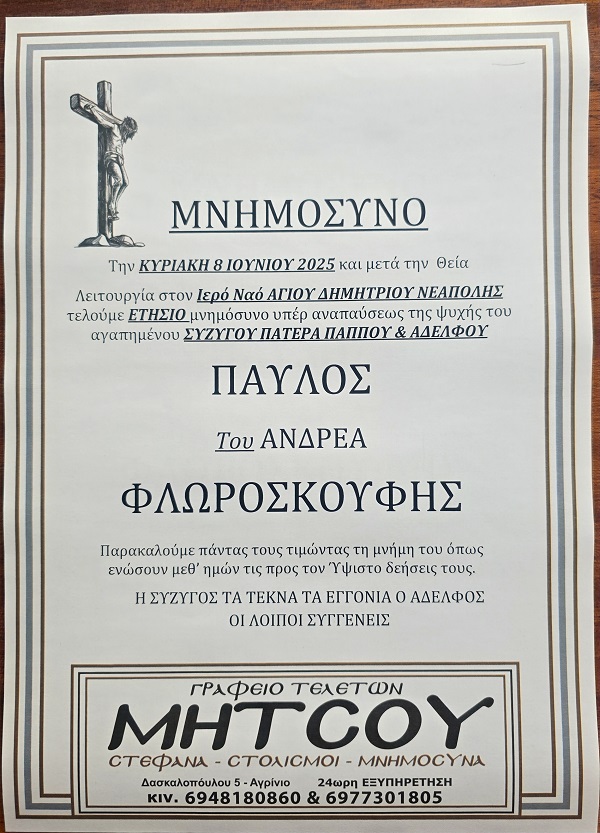 ΜΝΗΜΟΣΥΝΟ
Την ΚΥΡΙΑΚΗ 8 ΙΟΥΝΙΟΥ 2025 και μετά την Θεία
Λειτουργία στον Ιερό Ναό ΑΓΙΟΥ ΔΗΜΗΤΡΙΟΥ ΝΕΑΠΟΛΗΣ
τελούμε ΕΤΗΣΙΟ μνημόσυνο υπέρ αναπαύσεως της ψυχής του
αγαπημένου ΣΥΖΥΓΟΥ ΠΑΤΕΡΑ ΠΑΠΠΟΥ & ΑΔΕΛΦΟΥ
ΠΑΥΛΟΣ
Του ΑΝΔΡΕΑ
ΦΛΩΡΟΣΚΟΥΦΗΣ
Παρακαλούμε πάντας τους τιμώντας τη μνήμη του όπως
ενώσουν μεθ’ ημών τις προς τον Ύψιστο δεήσεις τους.
Η ΣΥΖΥΓΟΣ ΤΑ ΤΕΚΝΑ ΤΑ ΕΓΓΟΝΙΑ Ο ΑΔΕΛΦΟΣ
ΟΙ ΛΟΙΠΟΙ ΣΥΓΓΕΝΕΙΣ
ΓΡΑΦΕΙΟ ΤΕΛΕΤΩΝ
ΜΗΤΣΟΥ
ΣΤΕΦΑΝΑ - ΣΤΟΛΙΣΜΟΙ - ΜΝΗΜΟΣΥΝΑ
Δασκαλοπούλου 5 - Αγρίνιο 24ωρη ΕΞΥΠΗΡΕΤΗΣΗ
KIV. 6948180860 & 6977301805